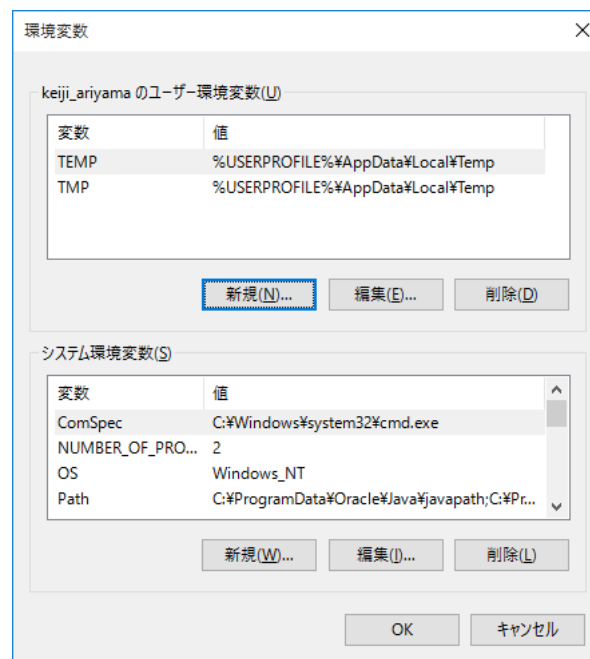 環境変数
keiji_ariyama のユーザー環境変数(U)
変数 値
TEMP %USERPROFILE%¥AppData¥Local¥Temp
TMP %USERPROFILE%¥AppData¥Local¥Temp
新規(N)... 編集(E)... 削除(D)
システム環境変数(S)
変数 値
ComSpec C:¥Windows¥system32¥cmd.exe
NUMBER_OF_PRO... 2
OS Windows_NT
Path C:¥ProgramData¥Oracle¥Java¥javapath;C:¥Pr...
新規(W)... 編集(I)... 削除(L)
OK キャンセル